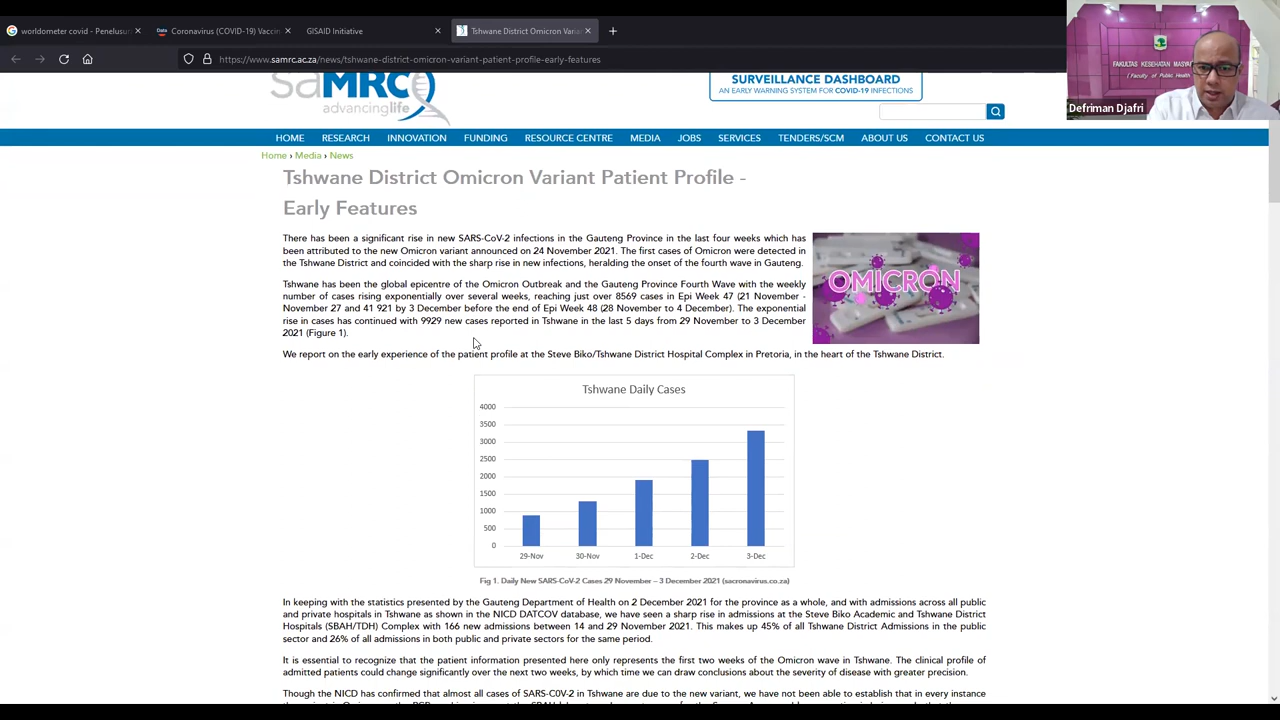 worldometer covid - Penelusu
Coronavirus (COVID-19) Vaccin
GISAID Initiative
Tshwane District Omicron Varia
https://www.samrc.ac.za/news/tshwane-district-omicron-variant-patient-profile-early-features
FAKULTAS KESEHATAN MASYA
(Faculty of Public Health
Defriman Djafri
saMRC
advancinglife
SURVEILLANCE DASHBOARD
AN EARLY WARNING SYSTEM FOR COVID-19 INFECTIONS
HOME RESEARCH INNOVATION FUNDING RESOURCE CENTRE MEDIA JOBS SERVICES TENDERS/SCM ABOUT US CONTACT US
Home › Media › News
Tshwane District Omicron Variant Patient Profile -
Early Features
There has been a significant rise in new SARS-CoV-2 infections in the Gauteng Province in the last four weeks which has
been attributed to the new Omicron variant announced on 24 November 2021. The first cases of Omicron were detected in
the Tshwane District and coincided with the sharp rise in new infections, heralding the onset of the fourth wave in Gauteng.
OMICRON
Tshwane has been the global epicentre of the Omicron Outbreak and the Gauteng Province Fourth Wave with the weekly
number of cases rising exponentially over several weeks, reaching just over 8569 cases in Epi Week 47 (21 November -
November 27 and 41 921 by 3 December before the end of Epi Week 48 (28 November to 4 December). The exponential
rise in cases has continued with 9929 new cases reported in Tshwane in the last 5 days from 29 November to 3 December
2021 (Figure 1).
We report on the early experience of the patient profile at the Steve Biko/Tshwane District Hospital Complex in Pretoria, in the heart of the Tshwane District.
Tshwane Daily Cases
4000
3500
3000
2500
2000
1500
1000
500
0
29-Nov 30-Nov 1-Dec 2-Dec 3-Dec
Fig 1. Daily New SARS-CoV-2 Cases 29 November – 3 December 2021 (sacronavirus.co.za)
In keeping with the statistics presented by the Gauteng Department of Health on 2 December 2021 for the province as a whole, and with admissions across all public
and private hospitals in Tshwane as shown in the NICD DATCOV database, we have seen a sharp rise in admissions at the Steve Biko Academic and Tshwane District
Hospitals (SBAH/TDH) Complex with 166 new admissions between 14 and 29 November 2021. This makes up 45% of all Tshwane District Admissions in the public
sector and 26% of all admissions in both public and private sectors for the same period.
It is essential to recognize that the patient information presented here only represents the first two weeks of the Omicron wave in Tshwane. The clinical profile of
admitted patients could change significantly over the next two weeks, by which time we can draw conclusions about the severity of disease with greater precision.
Though the NICD has confirmed that almost all cases of SARS-C0V-2 in Tshwane are due to the new variant, we have not been able to establish that in every instance